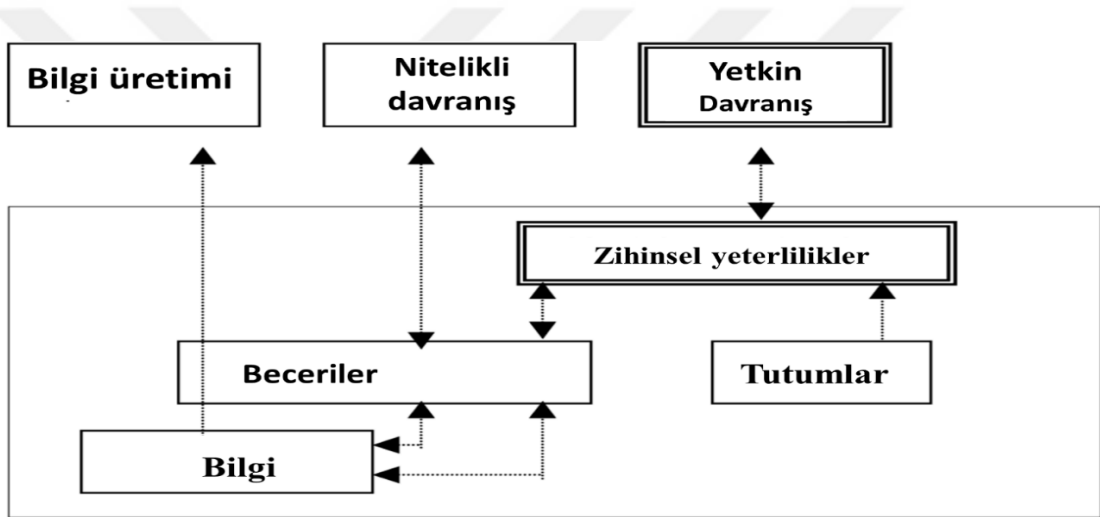 Bilgi üretimi
Nitelikli
davranış
Yetkin
Davranış
Zihinsel yeterlilikler
Beceriler
Tutumlar
Bilgi